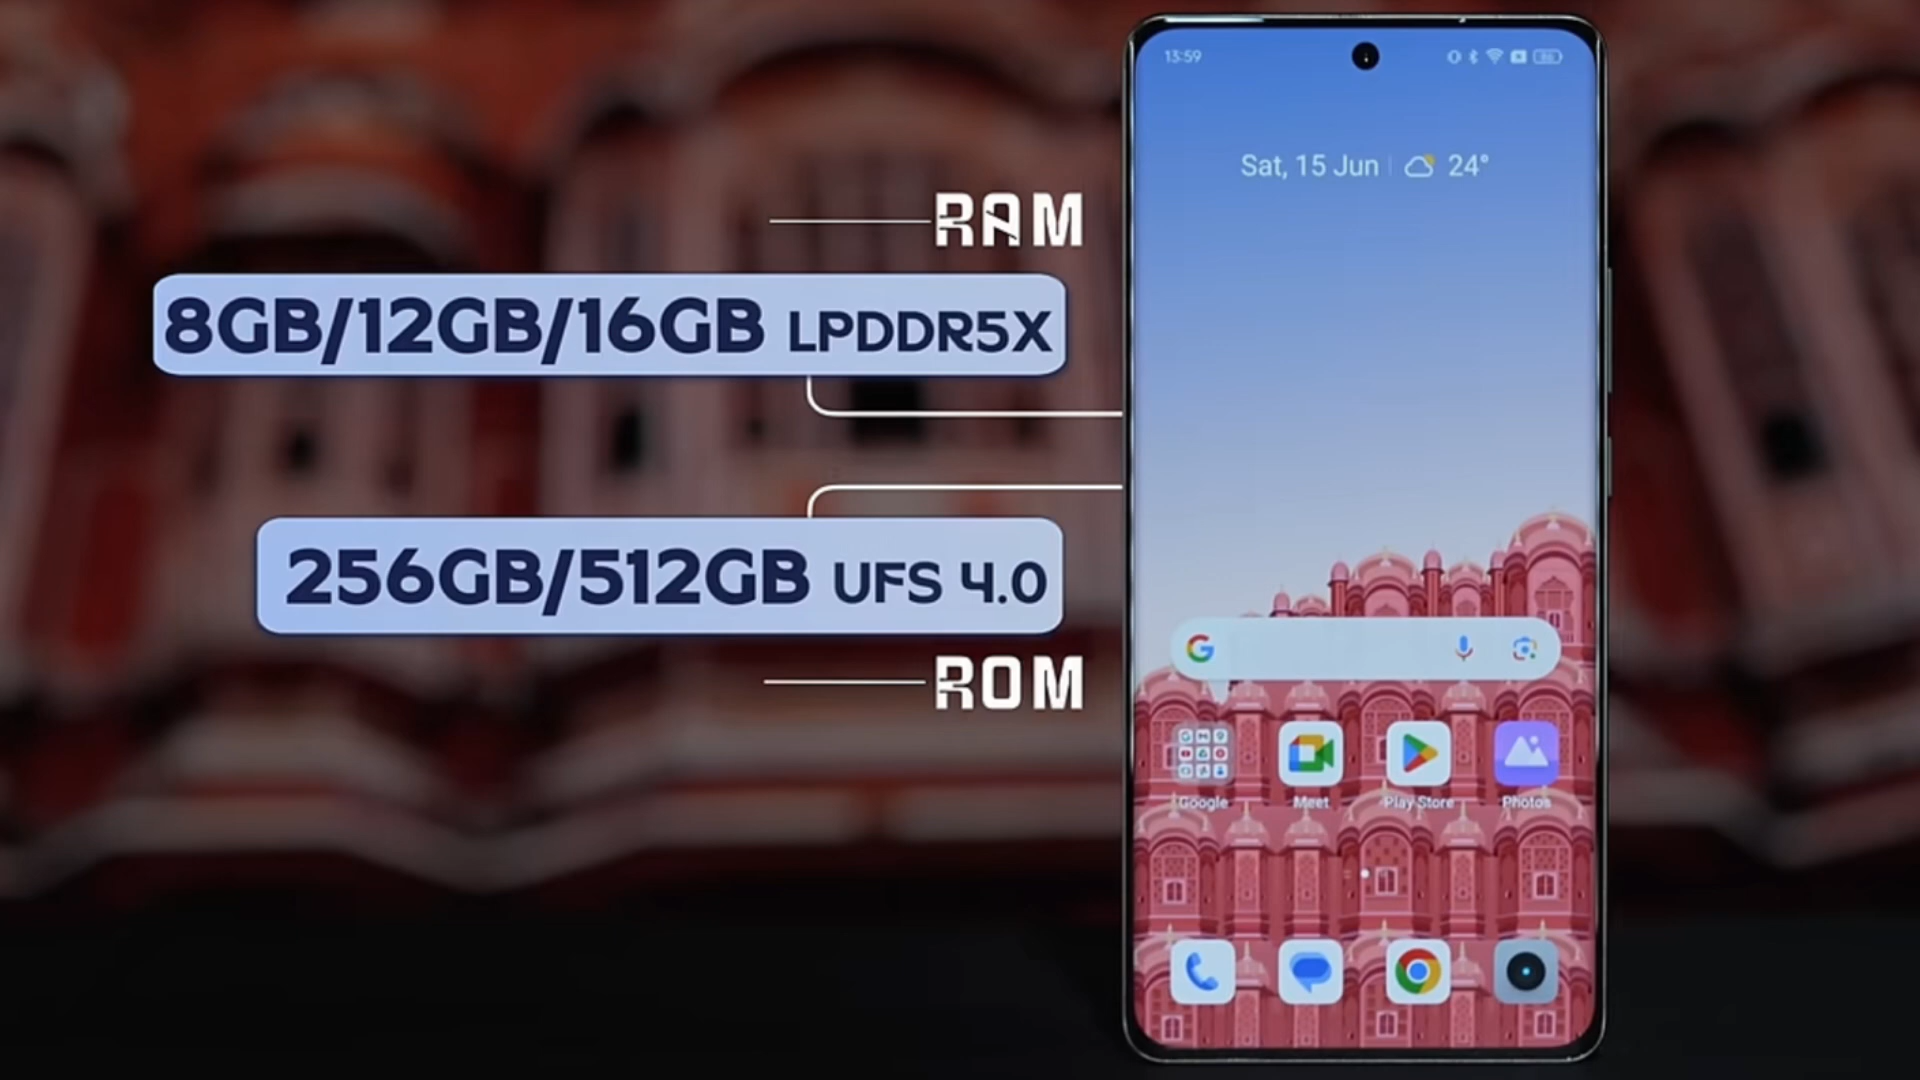 RAM
8GB/12GB/16GB LPDDR5X
256GB/512GB UFS 4.0
ROM
13:59
Sat, 15 Jun 24°
Google Meet Play Store Photos